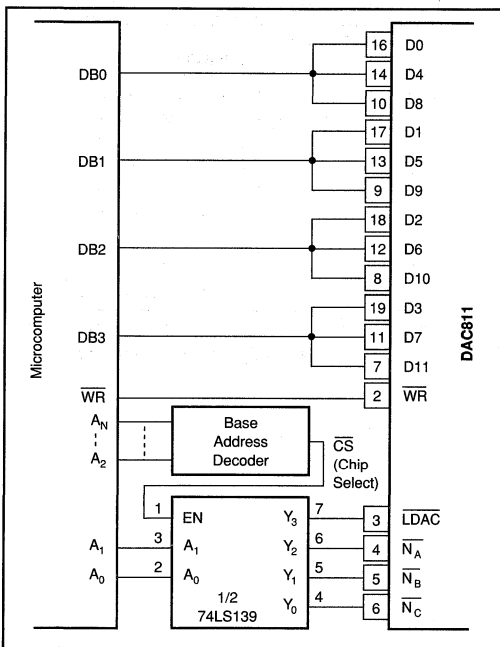 16 D0
DB0 14 D4
10 D8
17 D1
DB1 13 D5
9 D9
18 D2
DB2 12 D6
8 D10
19 D3
DB3 11 D7
7 D11
Microcomputer
DAC811
WR 2 WR
AN
A2
Base
Address
Decoder
CS
(Chip
Select)
1 EN Y3 7 3 LDAC
A1 3 A1 Y2 6 4 NA
A0 2 A0 Y1 5 5 NB
Y0 4 6 NC
1/2
74LS139